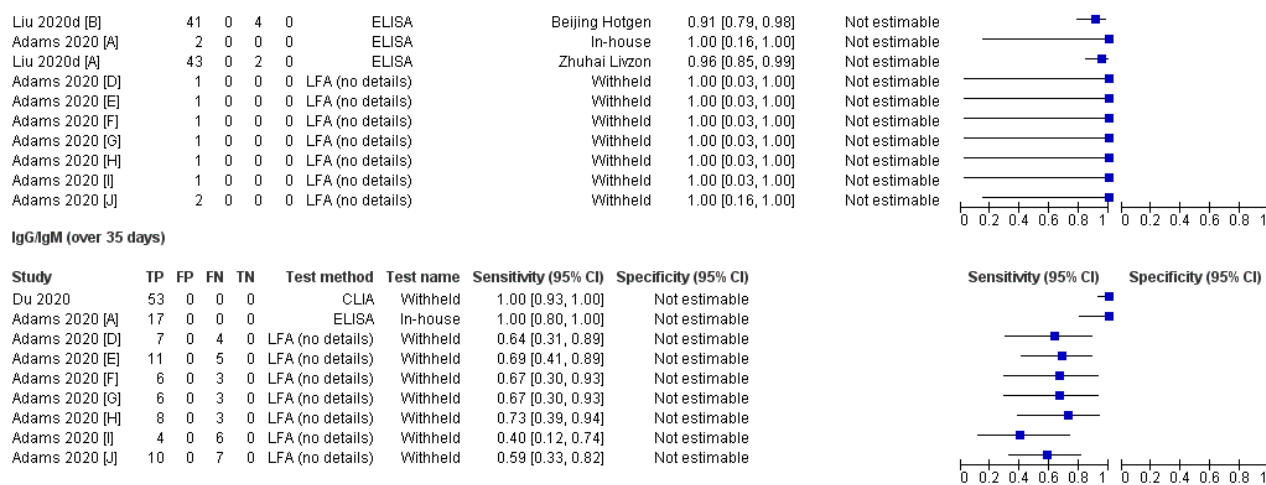 Liu 2020d [B] 41 0 4 0 ELISA Beijing Hotgen 0.91 [0.79, 0.98] Not estimable
Adams 2020 [A] 2 0 0 0 ELISA In-house 1.00 [0.16, 1.00] Not estimable
Liu 2020d [A] 43 0 2 0 ELISA Zhuhai Livzon 0.96 [0.85, 0.99] Not estimable
Adams 2020 [D] 1 0 0 0 LFA (no details) Withheld 1.00 [0.03, 1.00] Not estimable
Adams 2020 [E] 1 0 0 0 LFA (no details) Withheld 1.00 [0.03, 1.00] Not estimable
Adams 2020 [F] 1 0 0 0 LFA (no details) Withheld 1.00 [0.03, 1.00] Not estimable
Adams 2020 [G] 1 0 0 0 LFA (no details) Withheld 1.00 [0.03, 1.00] Not estimable
Adams 2020 [H] 1 0 0 0 LFA (no details) Withheld 1.00 [0.03, 1.00] Not estimable
Adams 2020 [I] 1 0 0 0 LFA (no details) Withheld 1.00 [0.03, 1.00] Not estimable
Adams 2020 [J] 2 0 0 0 LFA (no details) Withheld 1.00 [0.16, 1.00] Not estimable
0 0.2 0.4 0.6 0.8 1 0 0.2 0.4 0.6 0.8 1
IgG/IgM (over 35 days)
Study TP FP FN TN Test method Test name Sensitivity (95% CI) Specificity (95% CI) Sensitivity (95% CI) Specificity (95% CI)
Du 2020 53 0 0 0 CLIA Withheld 1.00 [0.93, 1.00] Not estimable
Adams 2020 [A] 17 0 0 0 ELISA In-house 1.00 [0.80, 1.00] Not estimable
Adams 2020 [D] 7 0 4 0 LFA (no details) Withheld 0.64 [0.31, 0.89] Not estimable
Adams 2020 [E] 11 0 5 0 LFA (no details) Withheld 0.69 [0.41, 0.89] Not estimable
Adams 2020 [F] 6 0 3 0 LFA (no details) Withheld 0.67 [0.30, 0.93] Not estimable
Adams 2020 [G] 6 0 3 0 LFA (no details) Withheld 0.67 [0.30, 0.93] Not estimable
Adams 2020 [H] 8 0 3 0 LFA (no details) Withheld 0.73 [0.39, 0.94] Not estimable
Adams 2020 [I] 4 0 6 0 LFA (no details) Withheld 0.40 [0.12, 0.74] Not estimable
Adams 2020 [J] 10 0 7 0 LFA (no details) Withheld 0.59 [0.33, 0.82] Not estimable
0 0.2 0.4 0.6 0.8 1 0 0.2 0.4 0.6 0.8 1